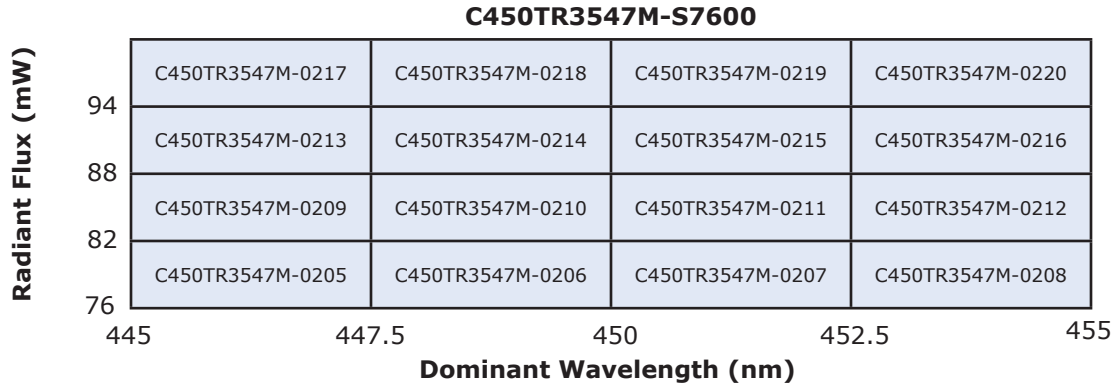 C450TR3547M-S7600
Radiant Flux (mW)
C450TR3547M-0217 C450TR3547M-0218 C450TR3547M-0219 C450TR3547M-0220
94
C450TR3547M-0213 C450TR3547M-0214 C450TR3547M-0215 C450TR3547M-0216
88
C450TR3547M-0209 C450TR3547M-0210 C450TR3547M-0211 C450TR3547M-0212
82
C450TR3547M-0205 C450TR3547M-0206 C450TR3547M-0207 C450TR3547M-0208
76
445 447.5 450 452.5 455
Dominant Wavelength (nm)